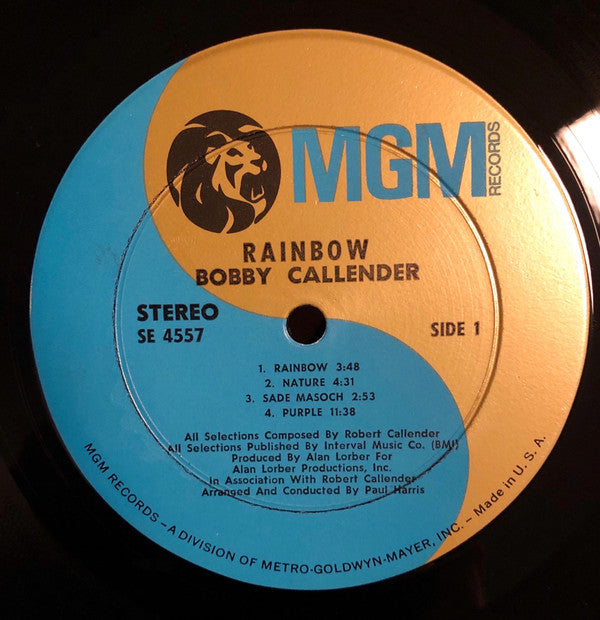 MGM
RECORDS
RAINBOW
BOBBY CALLENDER
STEREO
SE 4557
SIDE 1
1. RAINBOW 3:48
2. NATURE 4:31
3. SADE MASOCH 2:53
4. PURPLE 11:38
All Selections Composed By Robert Callender
All Selections Published By Interval Music Co. (BMI)
Produced By Alan Lorber For
Alan Lorber Productions, Inc.
in Association With Robert Callender
Arranged And Conducted By Paul Harris
MGM RECORDS – A DIVISION OF METRO-GOLDWYN-MAYER, INC. – Made in U. S. A.